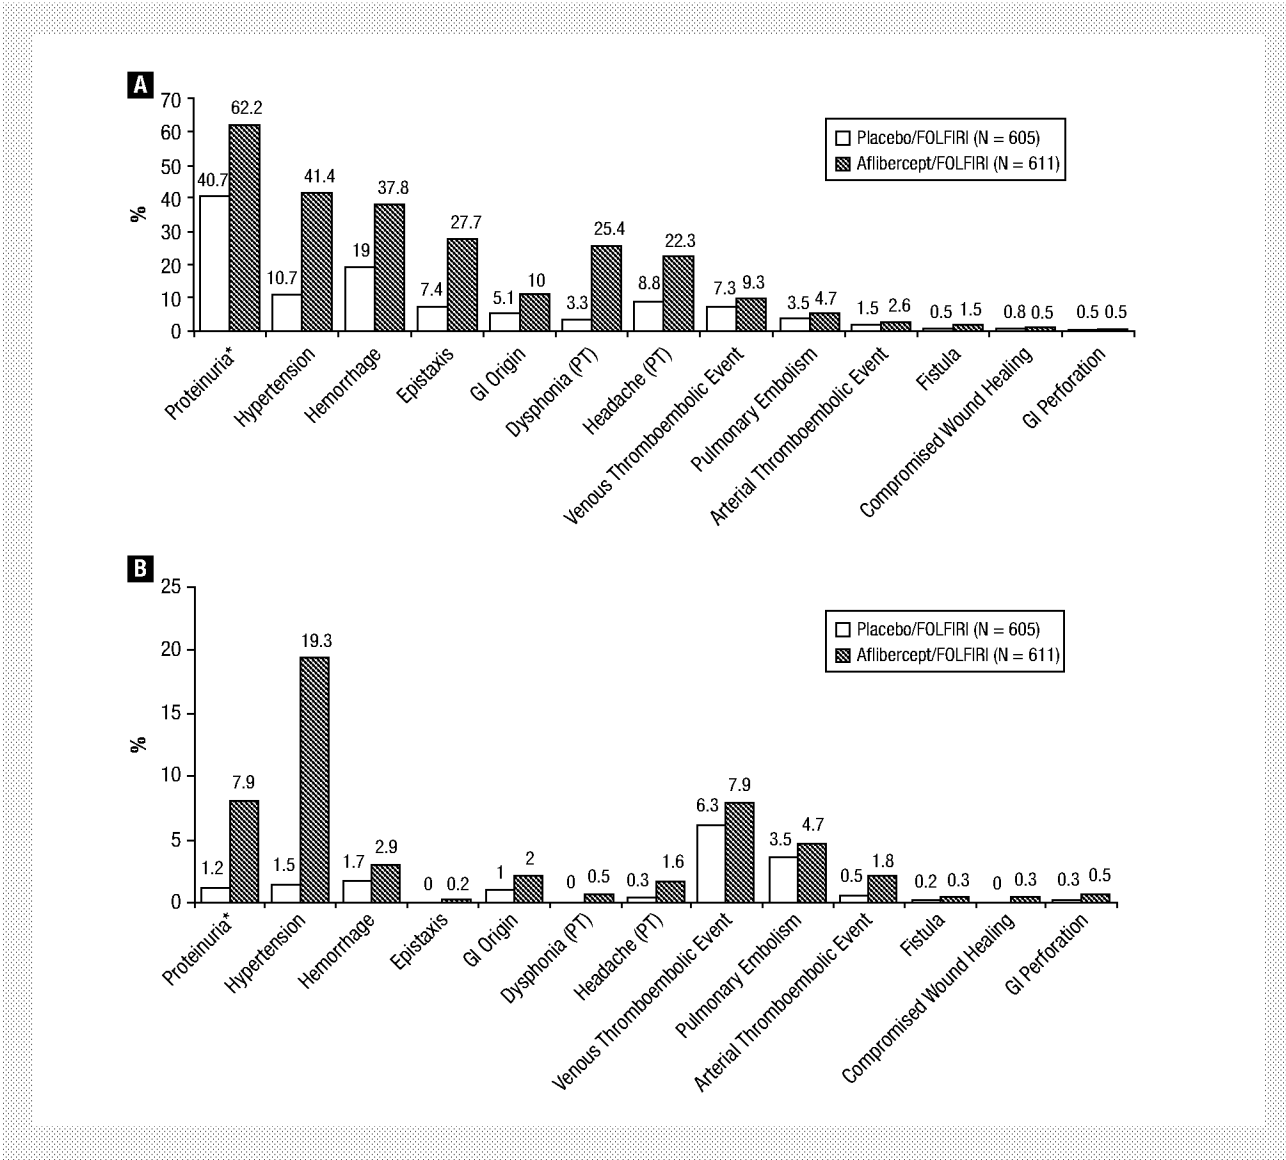 A
70
60
50
40
30
20
10
0
%
40.7
62.2
10.7
41.4
19
37.8
7.4
27.7
5.1
10
3.3
25.4
8.8
22.3
7.3
9.3
3.5
4.7
1.5
2.6
0.5
1.5
0.8
0.5
0.5
0.5
Placebo/FOLFIRI (N = 605)
Aflibercept/FOLFIRI (N = 611)
Proteinuria*
Hypertension
Hemorrhage
Epistaxis
GI Origin
Dysphonia (PT)
Headache (PT)
Venous Thromboembolic Event
Pulmonary Embolism
Arterial Thromboembolic Event
Fistula
Compromised Wound Healing
GI Perforation
B
25
20
15
10
5
0
%
1.2
7.9
1.5
19.3
1.7
2.9
0
0.2
1
2
0
0.5
0.3
1.6
6.3
7.9
3.5
4.7
0.5
1.8
0.2
0.3
0
0.3
0.3
0.5
Placebo/FOLFIRI (N = 605)
Aflibercept/FOLFIRI (N = 611)
Proteinuria*
Hypertension
Hemorrhage
Epistaxis
GI Origin
Dysphonia (PT)
Headache (PT)
Venous Thromboembolic Event
Pulmonary Embolism
Arterial Thromboembolic Event
Fistula
Compromised Wound Healing
GI Perforation